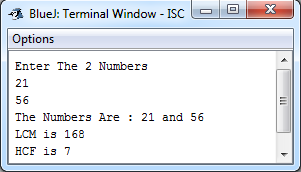 BlueJ: Terminal Window - ISC
Options
Enter The 2 Numbers
21
56
The Numbers Are : 21 and 56
LCM is 168
HCF is 7